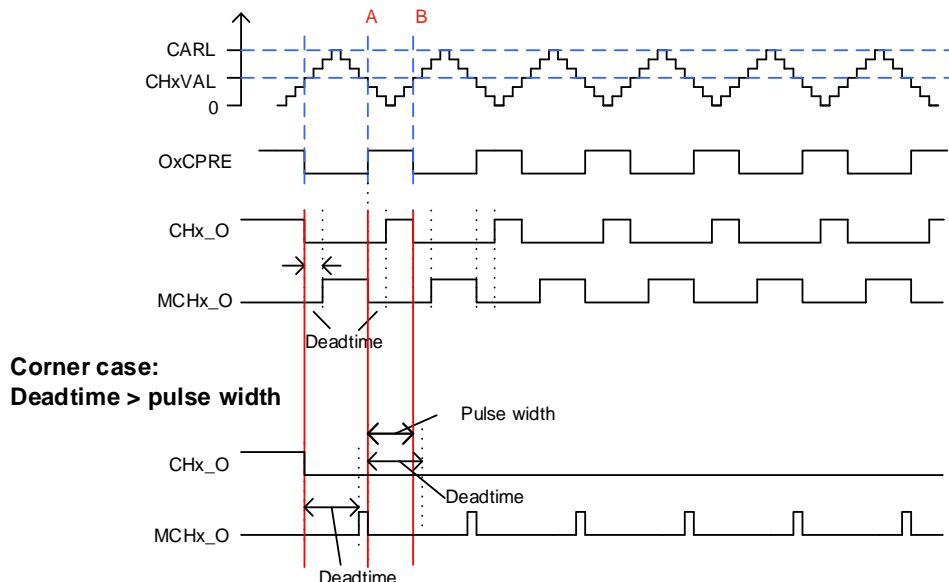 A B
CARL
CHxVAL
0
OxCPRE
CHx_O
MCHx_O
Deadtime
Corner case:
Deadtime > pulse width
Pulse width
CHx_O
Deadtime
MCHx_O
Deadtime